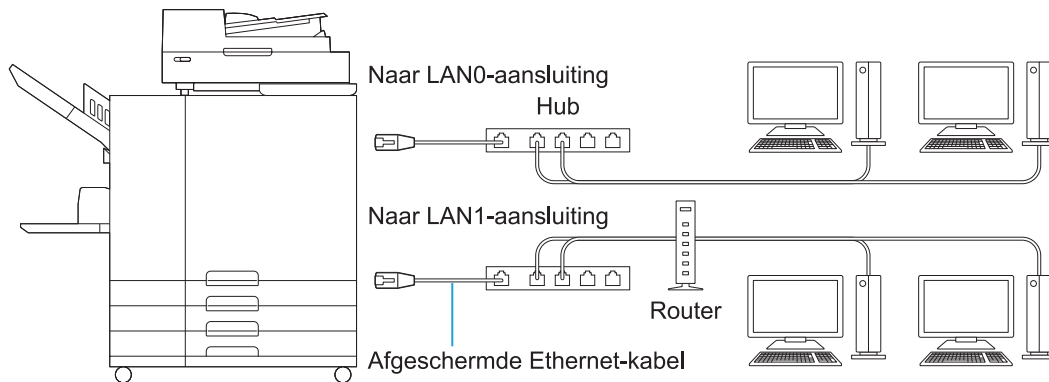 Naar LAN0-aansluiting
Hub
Naar LAN1-aansluiting
Router
Afgeschermde Ethernet-kabel